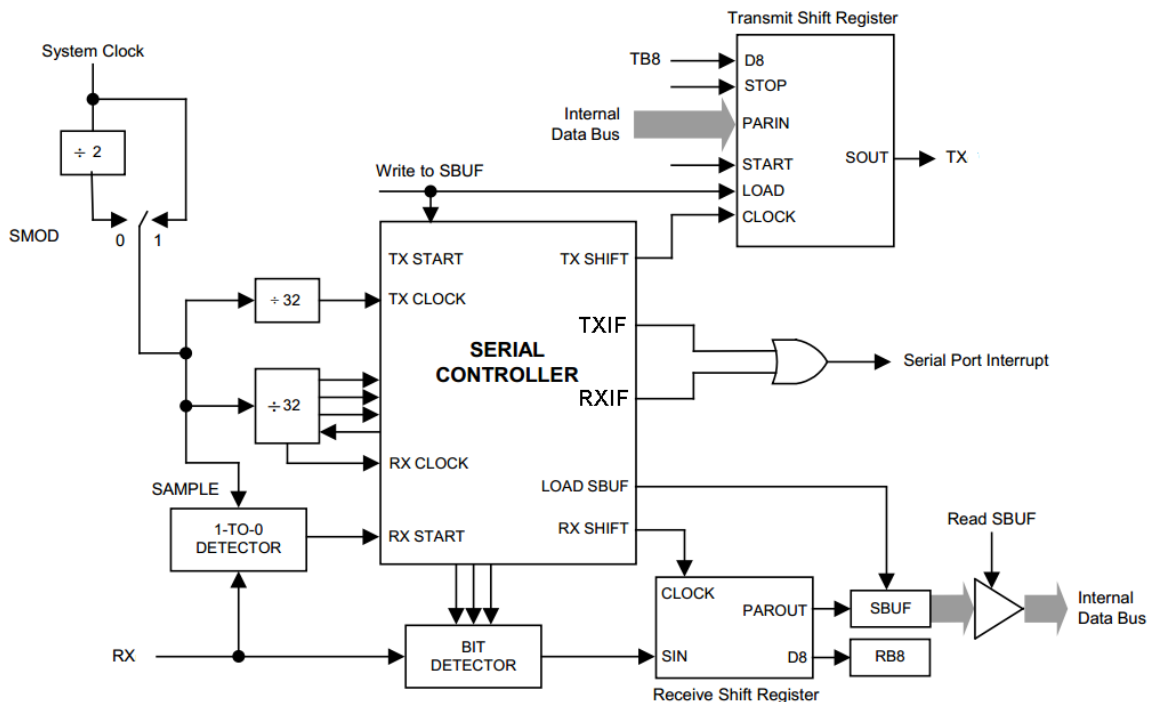 Transmit Shift Register
System Clock
TB8
D8
STOP
Internal
Data Bus
PARIN
÷ 2
SOUT
TX
START
Write to SBUF
LOAD
CLOCK
SMOD
0
1
TX START
TX SHIFT
÷ 32
TX CLOCK
TXIF
SERIAL
CONTROLLER
Serial Port Interrupt
RXIF
÷ 32
RX CLOCK
SAMPLE
LOAD SBUF
1-TO-0
DETECTOR
RX START
RX SHIFT
Read SBUF
CLOCK
PAROUT
SBUF
Internal
Data Bus
RX
BIT
DETECTOR
SIN
D8
RB8
Receive Shift Register